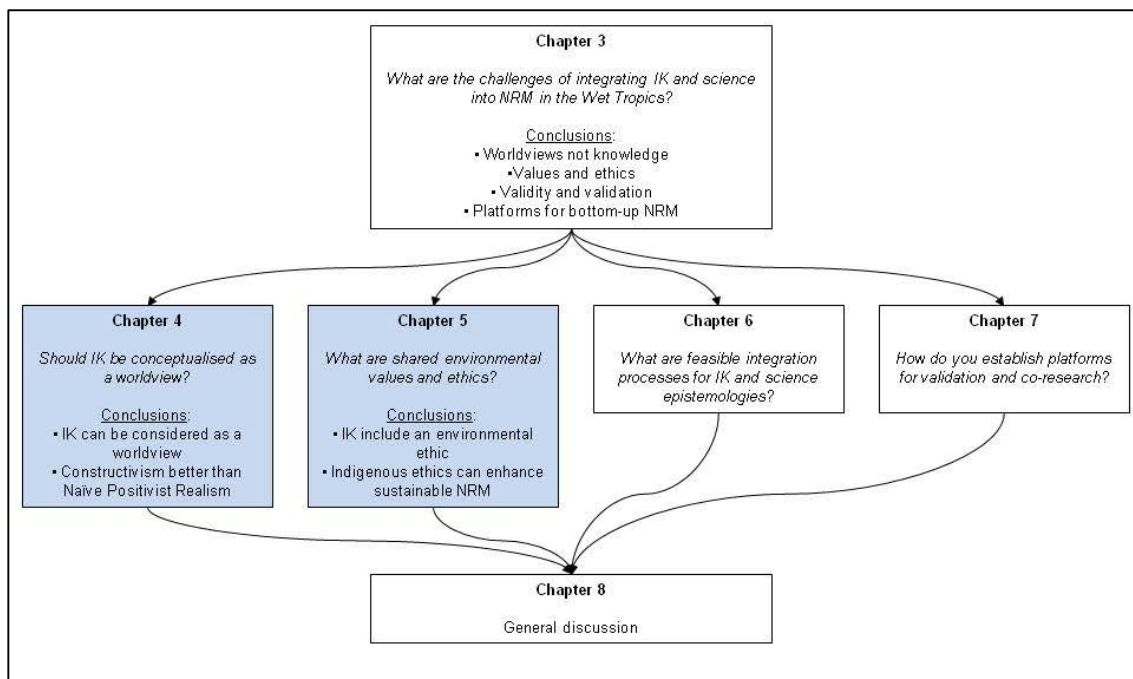 Chapter 3
What are the challenges of integrating IK and science
into NRM in the Wet Tropics?
Conclusions:
▪ Worldviews not knowledge
▪Values and ethics
▪ Validity and validation
▪ Platforms for bottom-up NRM
Chapter 4
Should IK be conceptualised as
a worldview?
Conclusions:
▪ IK can be considered as a
worldview
▪ Constructivism better than
Naïve Positivist Realism
Chapter 5
What are shared environmental
values and ethics?
Conclusions:
▪ IK include an environmental
ethic
▪ Indigenous ethics can enhance
sustainable NRM
Chapter 6
What are feasible integration
processes for IK and science
epistemologies?
Chapter 7
How do you establish platforms
for validation and co-research?
Chapter 8
General discussion